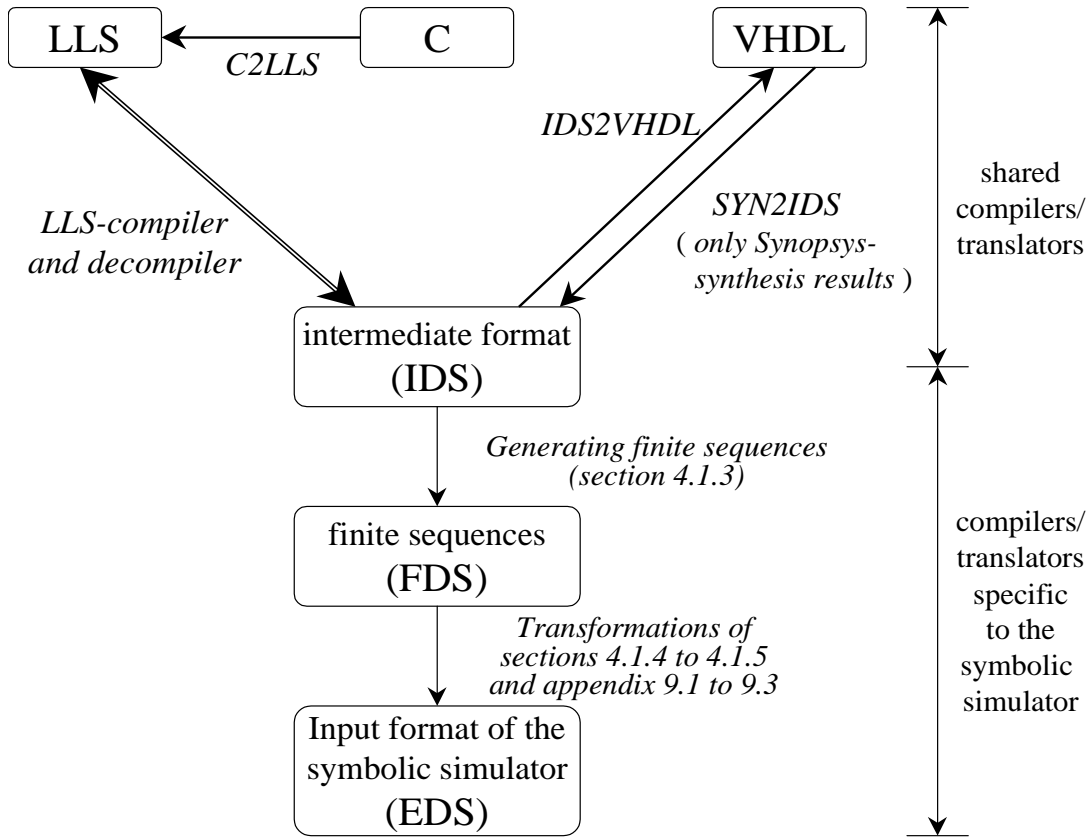 LLS
C
VHDL
C2LLS
IDS2VHDL
LLS-compiler
and decompiler
SYN2IDS
( only Synopsys-
synthesis results )
shared
compilers/
translators
intermediate format
(IDS)
Generating finite sequences
(section 4.1.3)
finite sequences
(FDS)
Transformations of
sections 4.1.4 to 4.1.5
and appendix 9.1 to 9.3
Input format of the
symbolic simulator
(EDS)
compilers/
translators
specific
to the
symbolic
simulator